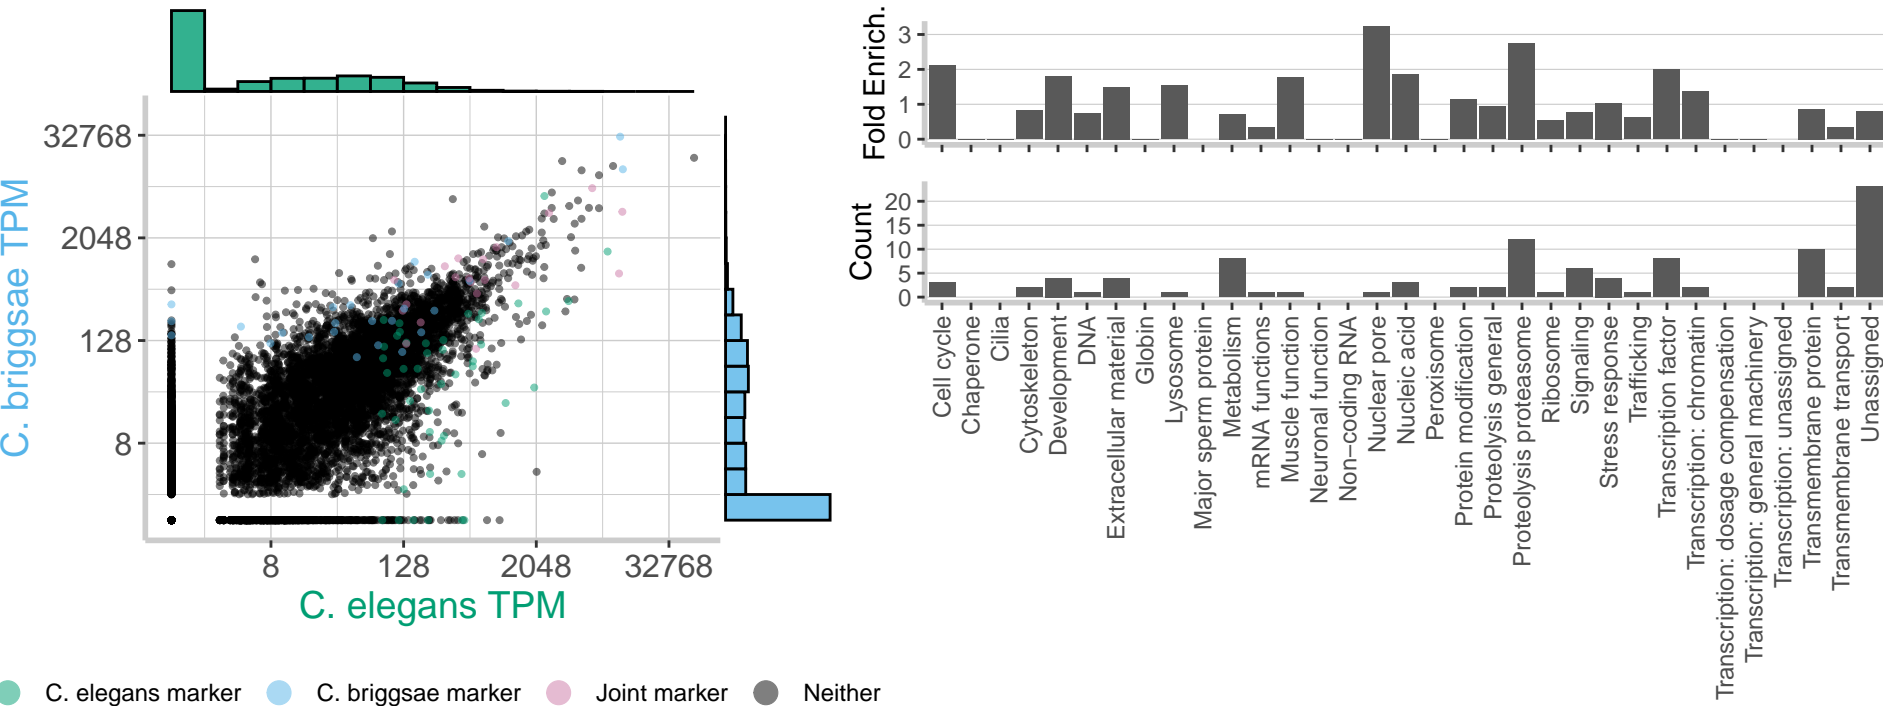 32768
2048
128
8
C. briggsae TPM
8
128
2048
32768
C. elegans TPM
C. elegans marker
C. briggsae marker
Joint marker
Neither
Fold Enrich.
3
2
1
0
Count
20
15
10
5
0
Cell cycle
Chaperone
Cilia
Cytoskeleton
Development
DNA
Extracellular material
Globin
Lysosome
Major sperm protein
Metabolism
mRNA functions
Muscle function
Neuronal function
Non−coding RNA
Nuclear pore
Nucleic acid
Peroxisome
Protein modification
Proteolysis general
Proteolysis proteasome
Ribosome
Signaling
Stress response
Trafficking
Transcription factor
Transcription: chromatin
Transcription: dosage compensation
Transcription: general machinery
Transcription: unassigned
Transmembrane protein
Transmembrane transport
Unassigned